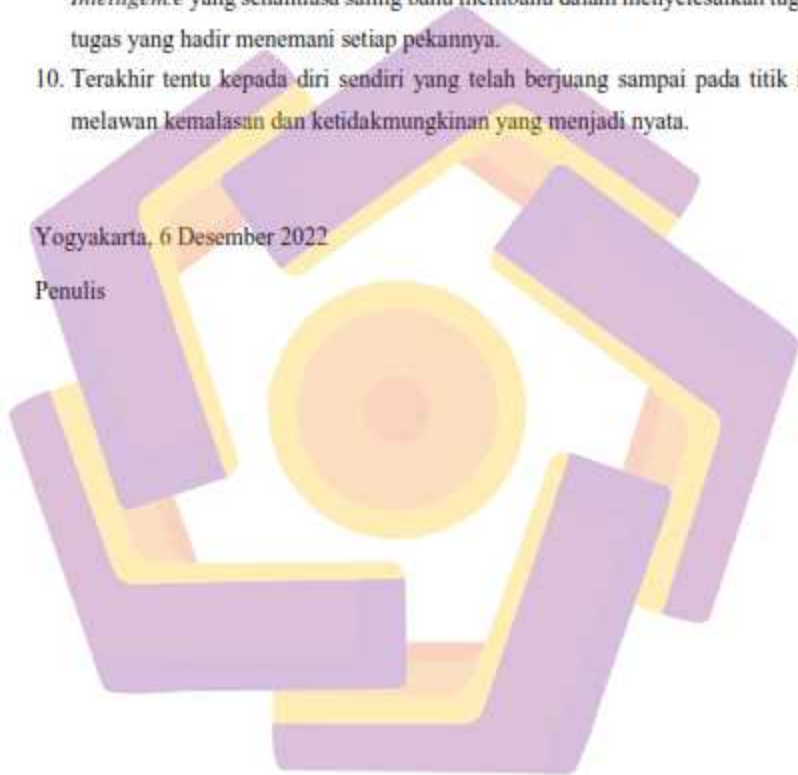 tugas yang hadir menemani setiap pekannya.
10. Terakhir tentu kepada diri sendiri yang telah berjuang sampai pada titik
melawan kemalasan dan ketidakmungkinan yang menjadi nyata.
Yogyakarta, 6 Desember 2022
Penulis